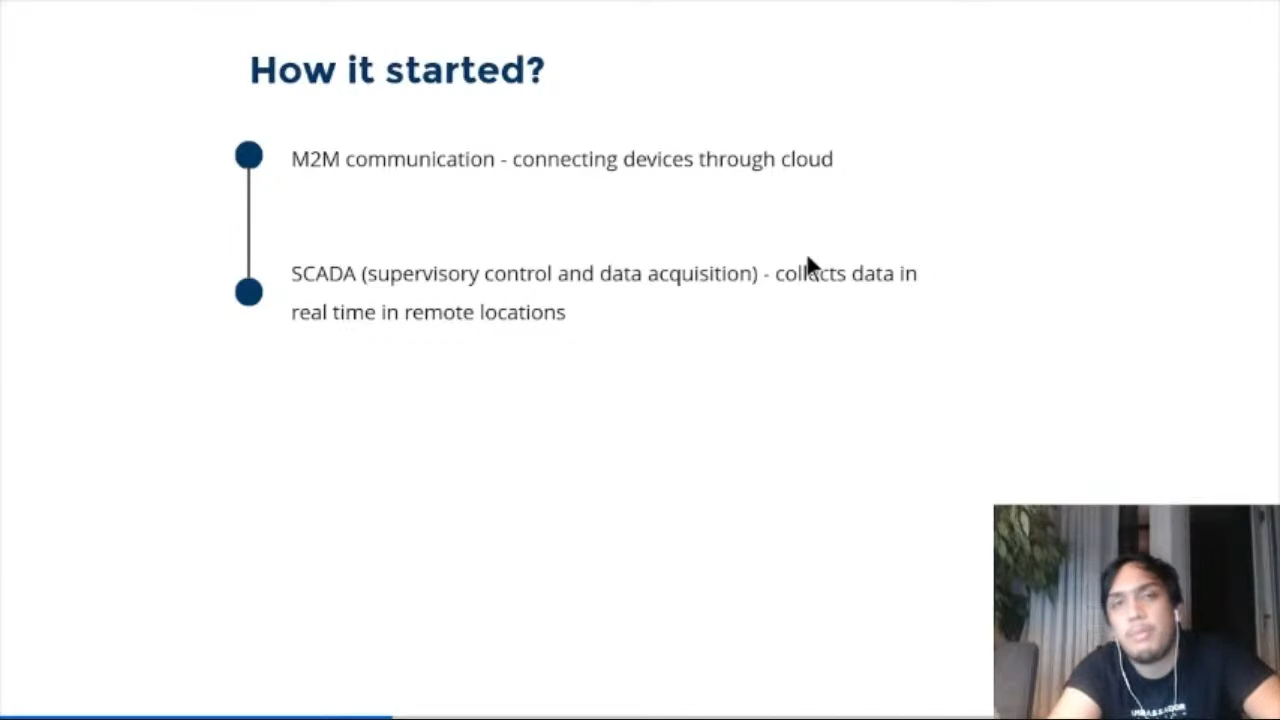 How it started?
M2M communication - connecting devices through cloud
SCADA (supervisory control and data acquisition) - collects data in
real time in remote locations
AMBASSADOR